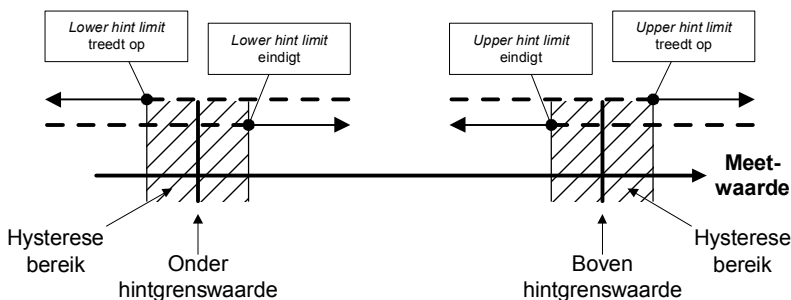 Lower hint limit
treedt op
Lower hint limit
eindigt
Upper hint limit
eindigt
Upper hint limit
treedt op
Meet-
waarde
Hysterese
bereik
Onder
hintgrenswaarde
Boven
hintgrenswaarde
Hysterese
bereik